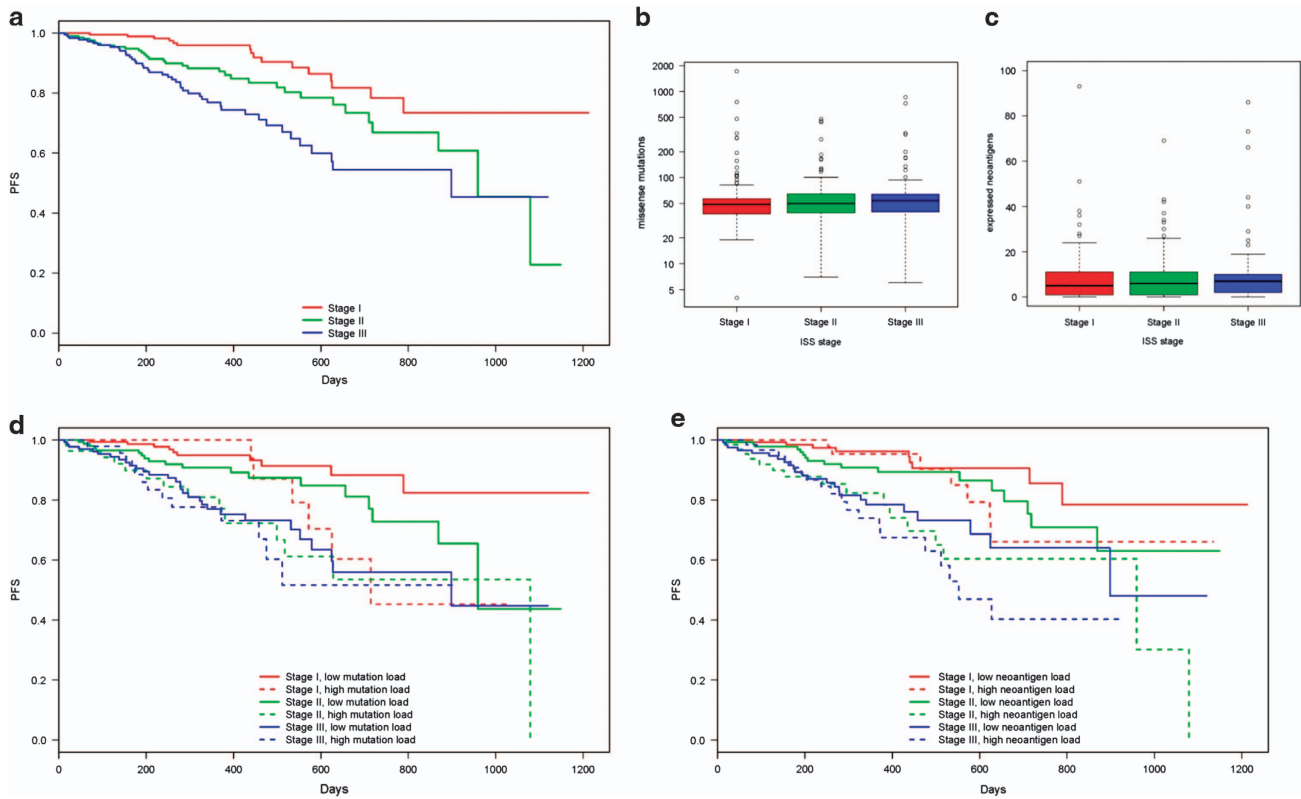 a
PFS
1.0
0.8
0.6
0.4
0.2
0.0
Stage I
Stage II
Stage III
0 200 400 600 800 1000 1200
Days
b
missense mutations
2000
1000
500
200
100
50
20
10
5
Stage I Stage II Stage III
ISS stage
c
expressed neoantigens
100
80
60
40
20
0
Stage I Stage II Stage III
ISS stage
d
PFS
1.0
0.8
0.6
0.4
0.2
0.0
Stage I, low mutation load
Stage I, high mutation load
Stage II, low mutation load
Stage II, high mutation load
Stage III, low mutation load
Stage III, high mutation load
0 200 400 600 800 1000 1200
Days
e
PFS
1.0
0.8
0.6
0.4
0.2
0.0
Stage I, low neoantigen load
Stage I, high neoantigen load
Stage II, low neoantigen load
Stage II, high neoantigen load
Stage III, low neoantigen load
Stage III, high neoantigen load
0 200 400 600 800 1000 1200
Days